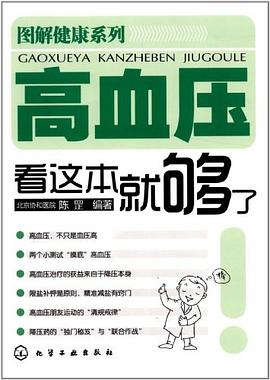 图解健康系列
GAOXUEYA KANZHEBEN JIUGOULE
高血压
看这本就够了
北京协和医院 陈罡 编著
高血压，不只是血压高
两个小测试“摸底”高血压
高血压治疗的获益来自于降压本身
限盐补钾是原则，精准减盐有窍门
高血压朋友运动的“清规戒律”
降压药的“独门秘笈”与“联合作战”
化学工业出版社